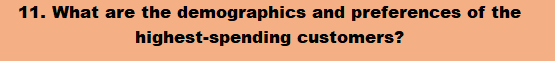 11. What are the demographics and preferences of the
highest-spending customers?